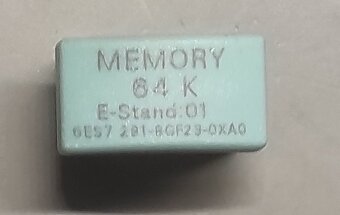 MEMORY
64 K
E-Stand:01
6ES7 291-8GF23-0XA0